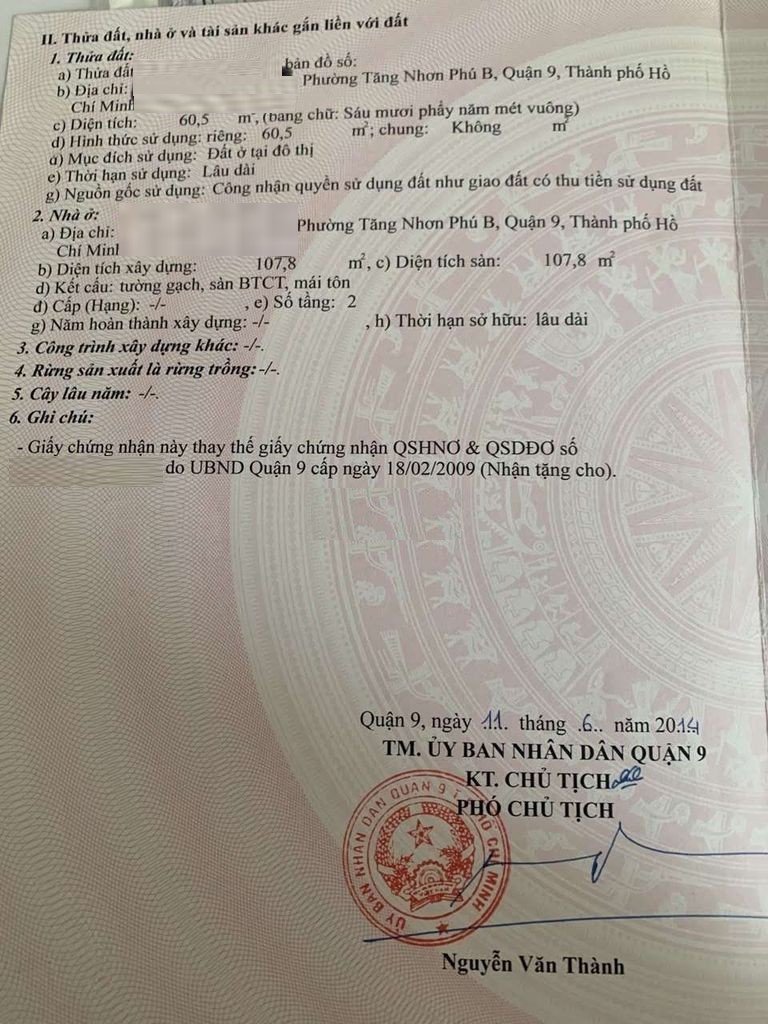 II. Thửa đất, nhà ở và tài sản khác gắn liền với đất
1. Thửa đất:
a) Thửa đất bản đồ số:
b) Địa chỉ: Phường Tăng Nhơn Phú B, Quận 9, Thành phố Hồ
Chí Minh
c) Diện tích: 60,5 m², (bằng chữ: Sáu mươi phẩy năm mét vuông)
d) Hình thức sử dụng: riêng: 60,5 m²; chung: Không m²
đ) Mục đích sử dụng: Đất ở tại đô thị
e) Thời hạn sử dụng: Lâu dài
g) Nguồn gốc sử dụng: Công nhận quyền sử dụng đất như giao đất có thu tiền sử dụng đất
2. Nhà ở:
a) Địa chỉ: Phường Tăng Nhơn Phú B, Quận 9, Thành phố Hồ
Chí Minh
b) Diện tích xây dựng: 107,8 m², c) Diện tích sàn: 107,8 m²
d) Kết cấu: tường gạch, sàn BTCT, mái tôn
đ) Cấp (Hạng): -/- , e) Số tầng: 2
g) Năm hoàn thành xây dựng: -/- , h) Thời hạn sở hữu: lâu dài
3. Công trình xây dựng khác: -/-.
4. Rừng sản xuất là rừng trồng: -/-.
5. Cây lâu năm: -/-.
6. Ghi chú:
- Giấy chứng nhận này thay thế giấy chứng nhận QSHNƠ & QSDĐƠ số
do UBND Quận 9 cấp ngày 18/02/2009 (Nhận tặng cho).
Quận 9, ngày 11. tháng .6.. năm 2014
TM. ỦY BAN NHÂN DÂN QUẬN 9
KT. CHỦ TỊCH
PHÓ CHỦ TỊCH
ỦY BAN NHÂN DÂN QUẬN 9 T.P HỒ CHÍ MINH
Nguyễn Văn Thành